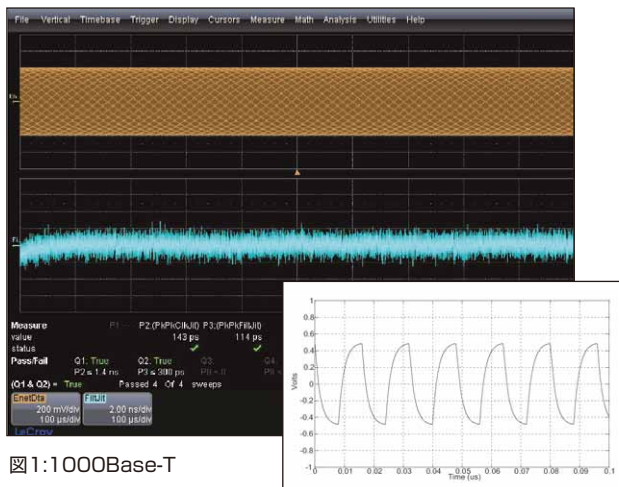 File Vertical Timebase Trigger Display Cursors Measure Math Analysis Utilities Help
Measure P2:(PkPkClkJit) P3:(PkPkFiltJit)
value 143 ps 114 ps
status
Pass/Fail Q1: True Q2: True Q3: Q4:
P2 ≤ 1.4 ns P3 ≤ 300 ps
(Q1 & Q2) = True Passed 4 Of 4 sweeps
EnetDta FiltJit
200 mV/div 2.00 ns/div
100 µs/div 100 µs/div
LeCroy
1
0.8
0.6
0.4
0.2
0
-0.2
-0.4
-0.6
-0.8
-1
Volts
0 0.01 0.02 0.03 0.04 0.05 0.06 0.07 0.08 0.09 0.1
Time (us)
図1:1000Base-T